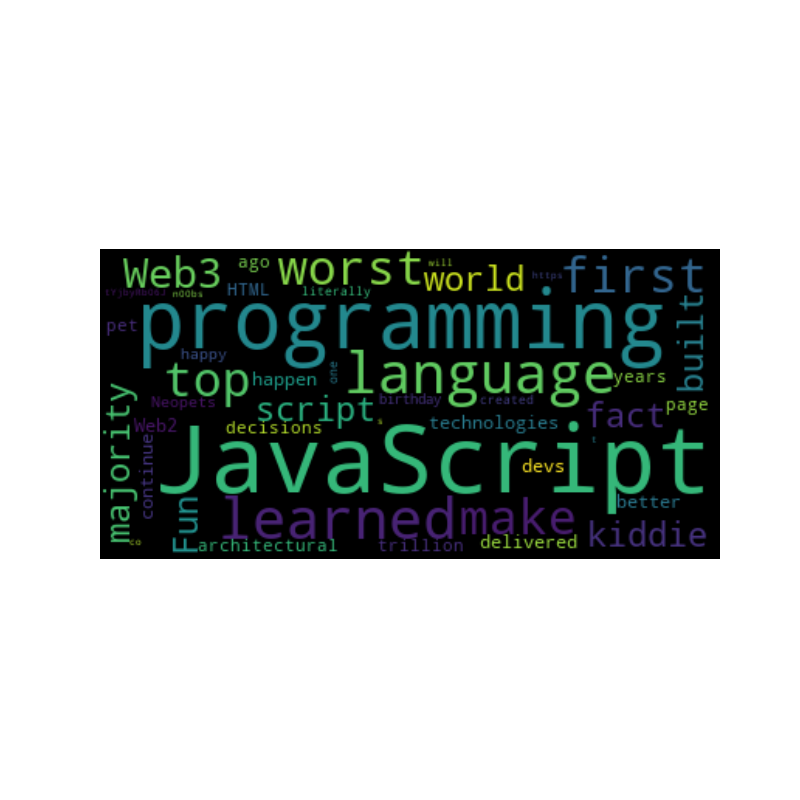 Web3 ago worst will world https first
n00bs HTML literally
pet programming built
happy
top happen one language years
Neopets script birthday created fact page
majority Web2 decisions s technologies
continue JavaScript devs t
Fun learned make better
co architectural trillion delivered kiddie